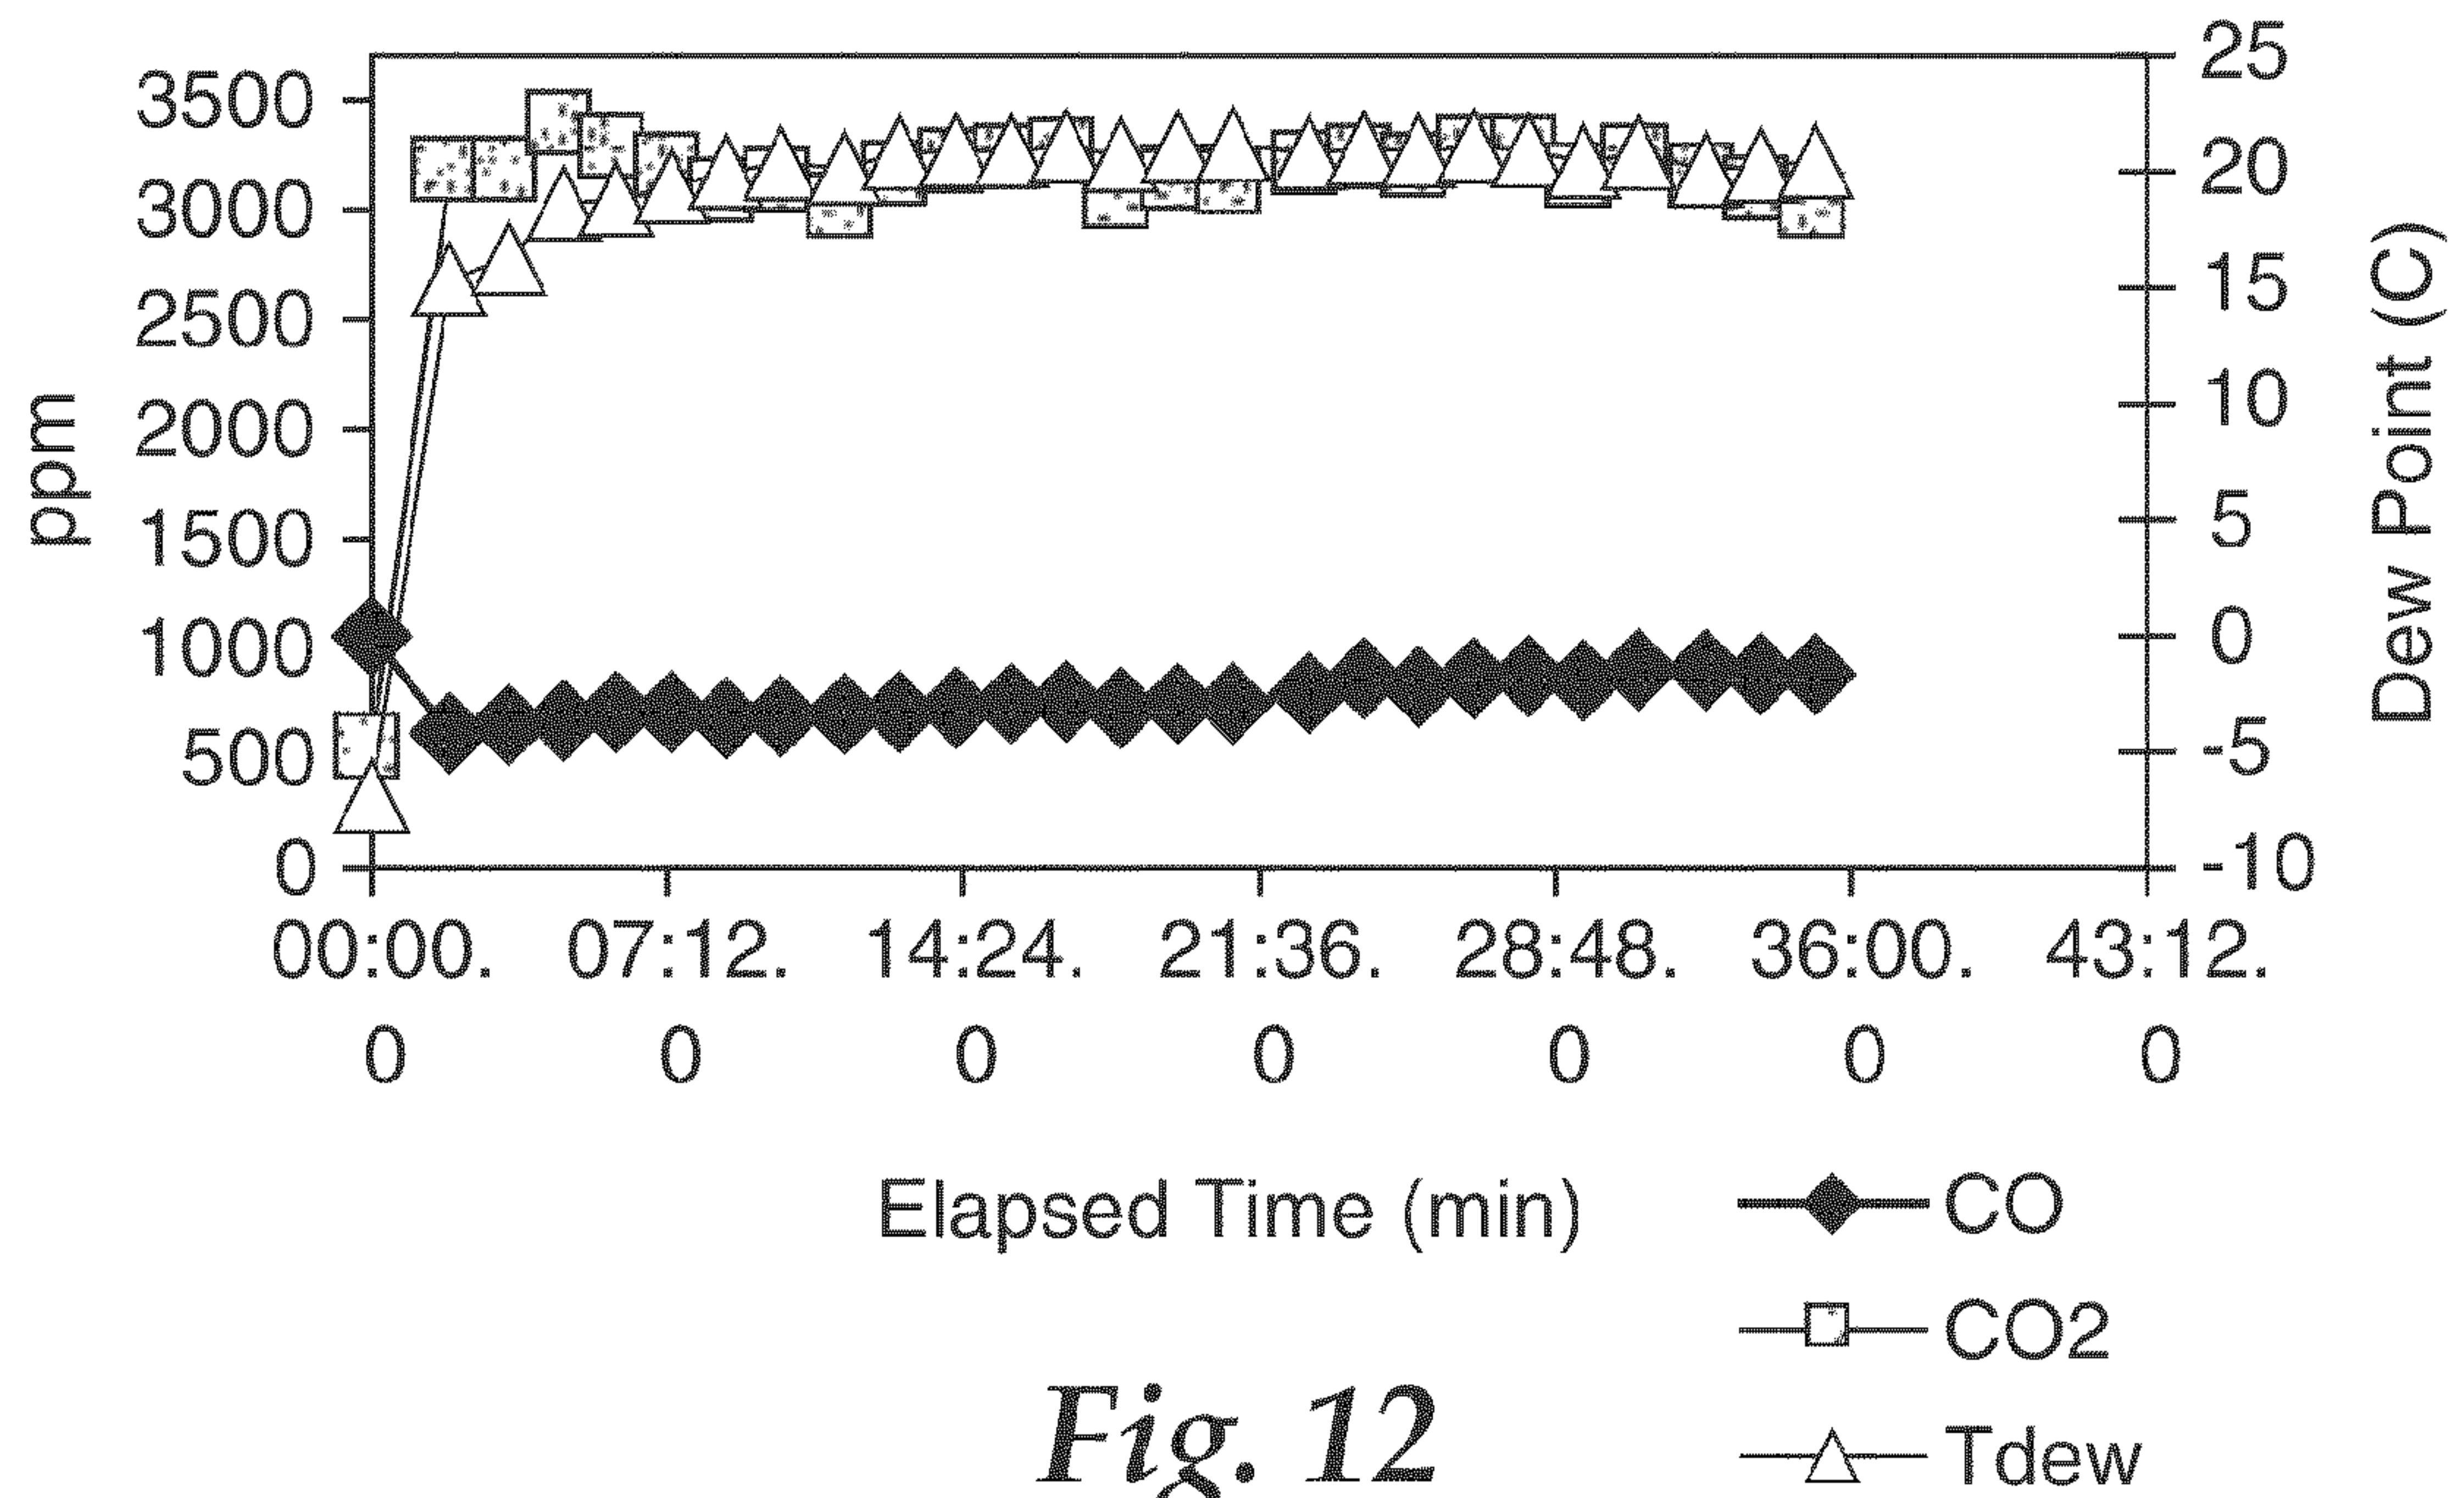 ppm
3500
3000
2500
2000
1500
1000
500
0
25
20
15
10
5
0
-5
-10
Dew Point (C)
00:00. 07:12. 14:24. 21:36. 28:48. 36:00. 43:12.
0 0 0 0 0 0 0
Elapsed Time (min)
CO
CO2
Tdew
Fig. 12